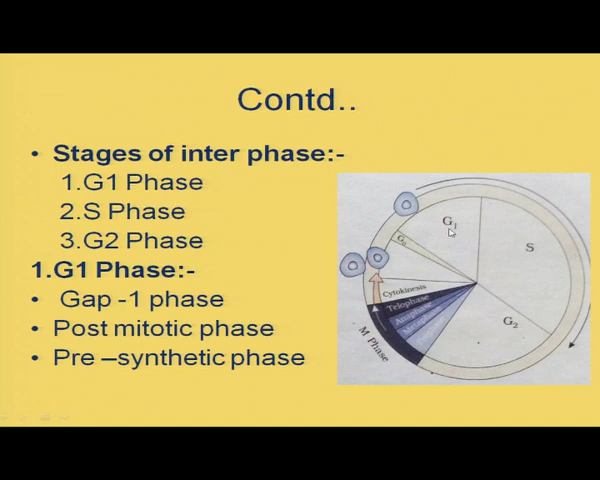 Contd..
• Stages of inter phase:-
1.G1 Phase
2.S Phase
3.G2 Phase
1.G1 Phase:-
• Gap -1 phase
• Post mitotic phase
• Pre –synthetic phase
G1
S
G0
Cytokinesis
Telophase
Anaphase
Metaphase
G2
M Phase